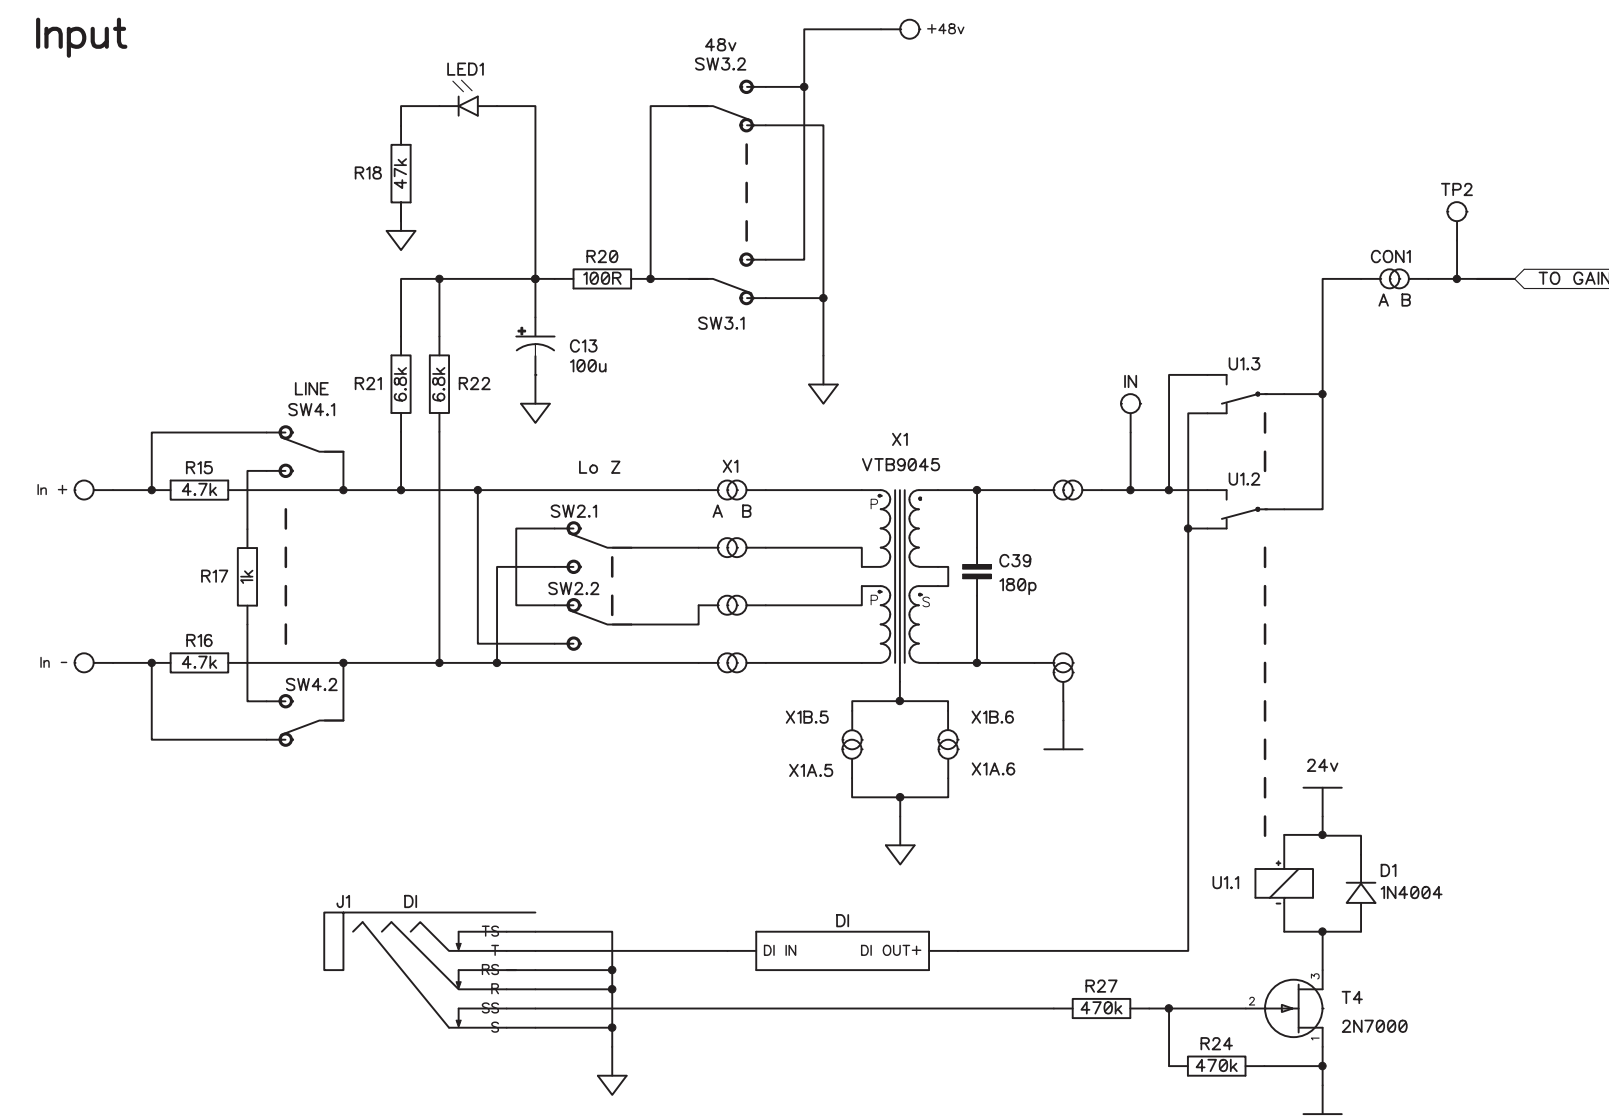 Input
+48v
48v
SW3.2
LED1
R18
47k
TP2
R20
100R
CON1
A B
TO GAIN
SW3.1
C13
100u
R21
6.8k
6.8k
R22
LINE
SW4.1
U1.3
IN
X1
VTB9045
In +
R15
4.7k
Lo Z
X1
A B
P
U1.2
SW2.1
R17
1k
SW2.2
P
S
C39
180p
In -
R16
4.7k
SW4.2
X1B.5
X1B.6
X1A.5
X1A.6
24v
U1.1
+
-
D1
1N4004
J1
DI
TS
T
RS
R
SS
S
DI
DI IN
DI OUT+
R27
470k
2
3
1
T4
2N7000
R24
470k